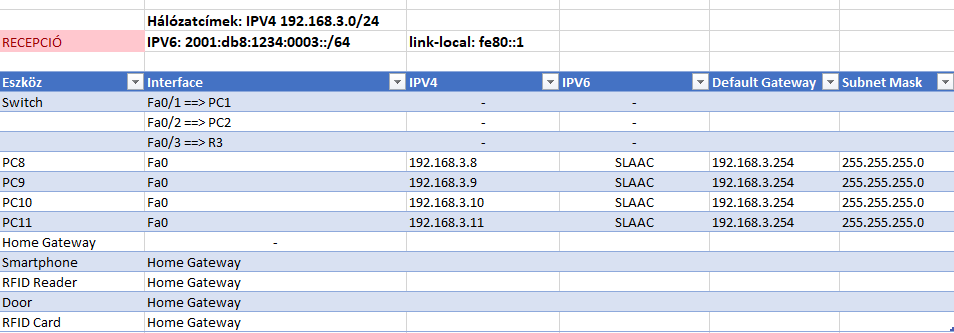 Hálózatcímek: IPV4 192.168.3.0/24
RECEPCIÓ IPV6: 2001:db8:1234:0003::/64 link-local: fe80::1
Eszköz Interface IPV4 IPV6 Default Gateway Subnet Mask
Switch Fa0/1 ==> PC1 - -
Fa0/2 ==> PC2 - -
Fa0/3 ==> R3 - -
PC8 Fa0 192.168.3.8 SLAAC 192.168.3.254 255.255.255.0
PC9 Fa0 192.168.3.9 SLAAC 192.168.3.254 255.255.255.0
PC10 Fa0 192.168.3.10 SLAAC 192.168.3.254 255.255.255.0
PC11 Fa0 192.168.3.11 SLAAC 192.168.3.254 255.255.255.0
Home Gateway -
Smartphone Home Gateway
RFID Reader Home Gateway
Door Home Gateway
RFID Card Home Gateway